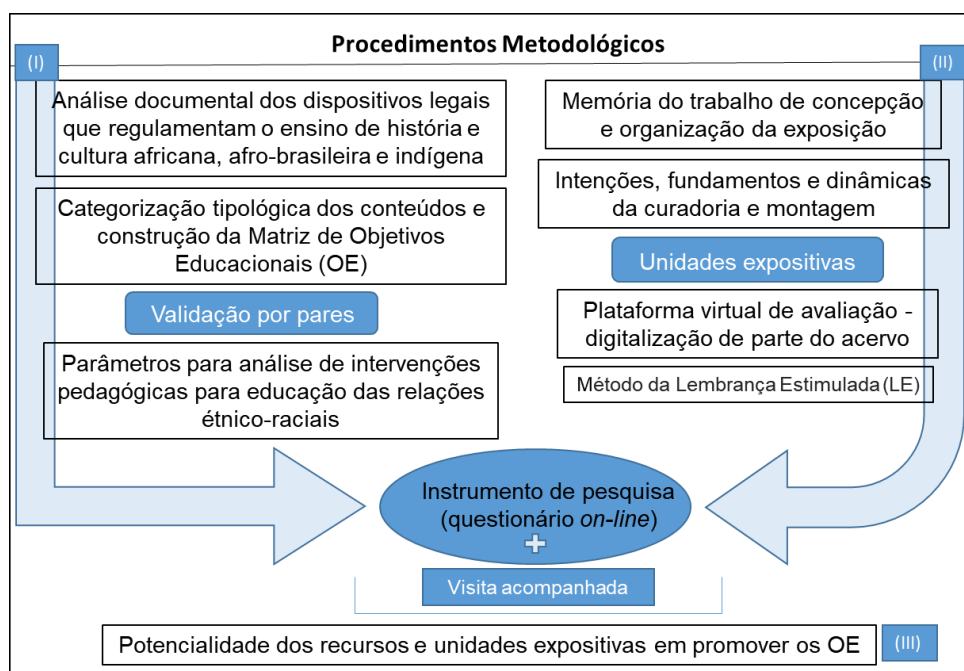 Procedimentos Metodológicos
(I)
Análise documental dos dispositivos legais
que regulamentam o ensino de história e
cultura africana, afro-brasileira e indígena
Categorização tipológica dos conteúdos e
construção da Matriz de Objetivos
Educacionais (OE)
Validação por pares
Parâmetros para análise de intervenções
pedagógicas para educação das relações
étnico-raciais
(II)
Memória do trabalho de concepção
e organização da exposição
Intenções, fundamentos e dinâmicas
da curadoria e montagem
Unidades expositivas
Plataforma virtual de avaliação -
digitalização de parte do acervo
Método da Lembrança Estimulada (LE)
Instrumento de pesquisa
(questionário on-line)
Visita acompanhada
Potencialidade dos recursos e unidades expositivas em promover os OE
(III)